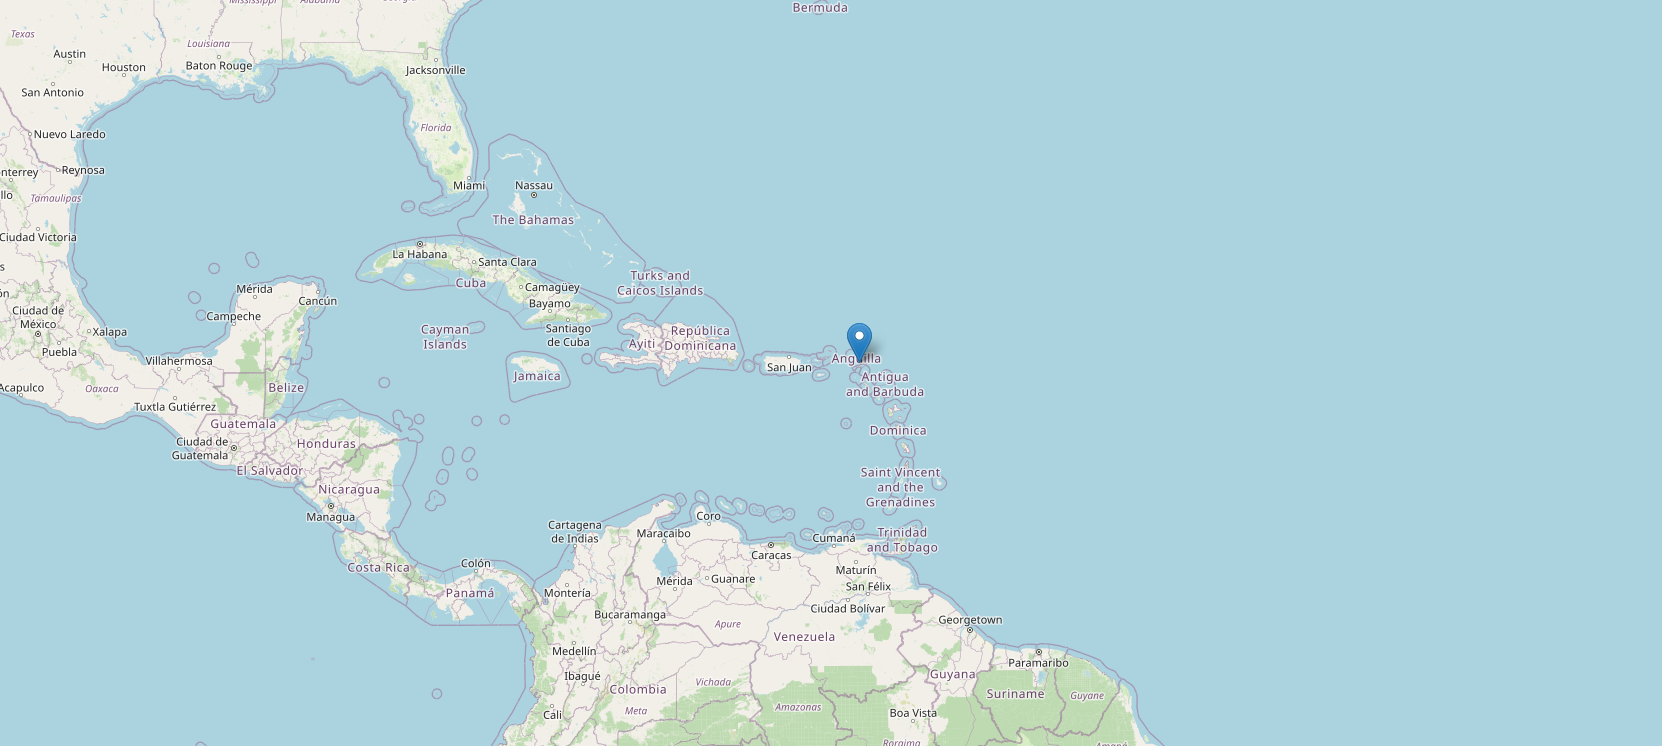 Bermuda
Mississippi
Alabama
Georgia
Texas
Austin
Louisiana
Houston
Baton Rouge
Jacksonville
San Antonio
Florida
Nuevo Laredo
nterrey
Reynosa
llo
Tamaulipas
Miami
Nassau
The Bahamas
Ciudad Victoria
La Habana
Santa Clara
s
Cuba
Turks and
Caicos Islands
Camagüey
Bayamo
Mérida
Cancún
ón
Ciudad de
México
Campeche
Xalapa
Cayman
Islands
Santiago
de Cuba
Puebla
Ayiti
República
Dominicana
Villahermosa
San Juan
Anguilla
Jamaica
Antigua
and Barbuda
Acapulco
Oaxaca
Belize
Tuxtla Gutiérrez
Guatemala
Ciudad de
Guatemala
Honduras
Dominica
El Salvador
Nicaragua
Saint Vincent
and the
Grenadines
Managua
Coro
Cartagena
de Indias
Maracaibo
Cumaná
Trinidad
and Tobago
Caracas
Costa Rica
Colón
Maturín
Mérida
Guanare
San Félix
Panamá
Montería
Ciudad Bolívar
Bucaramanga
Apure
Georgetown
Venezuela
Medellín
Paramaribo
Ibagué
Guyana
Colombia
Vichada
Suriname
Guyane
Cali
Meta
Amazonas
Boa Vista
Roraima
Amapá